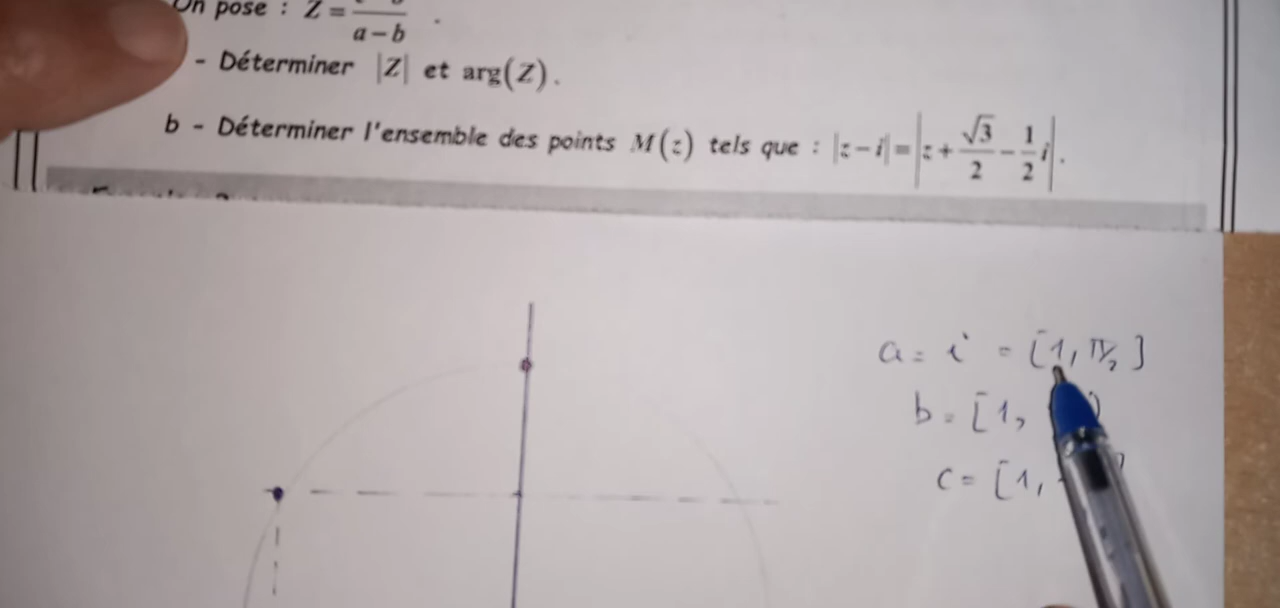 On pose : Z = —— / a-b .
- Déterminer |Z| et arg(Z).
b - Déterminer l'ensemble des points M(z) tels que : |z-i| = |z + √3/2 - 1/2 i|.
a = i = [1, π/2]
b = [1,
c = [1,